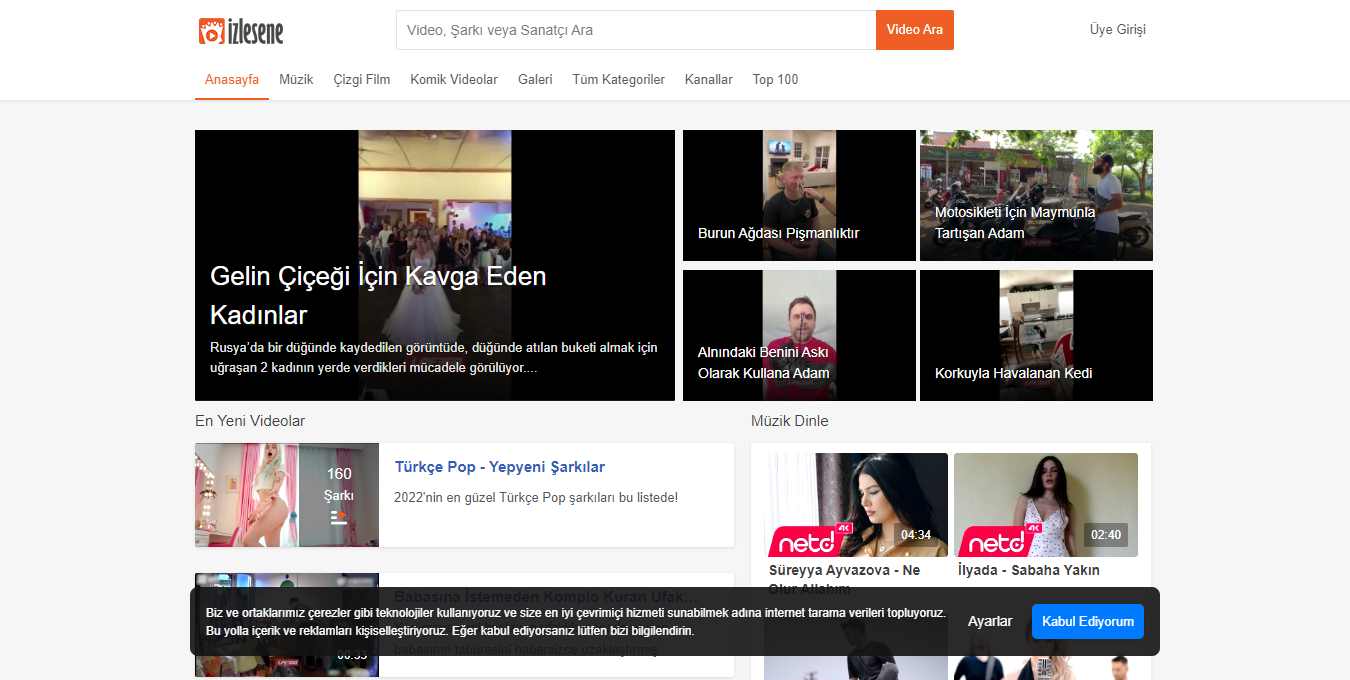 izlesene
Video, Şarkı veya Sanatçı Ara
Video Ara
Üye Girişi
Anasayfa
Müzik
Çizgi Film
Komik Videolar
Galeri
Tüm Kategoriler
Kanallar
Top 100
Gelin Çiçeği İçin Kavga Eden
Kadınlar
Rusya'da bir düğünde kaydedilen görüntüde, düğünde atılan buketi almak için
uğraşan 2 kadının yerde verdikleri mücadele görülüyor....
Burun Ağdası Pişmanlıktır
Motosikleti İçin Maymunla
Tartışan Adam
Alnındaki Benini Askı
Olarak Kullana Adam
Korkuyla Havalanan Kedi
En Yeni Videolar
160
Şarkı
Türkçe Pop - Yepyeni Şarkılar
2022'nin en güzel Türkçe Pop şarkıları bu listede!
Babasına İstemeden Komplo Kuran Ufak...
babasının taburesini habersizce uzaklaştırmış.
00:33
Müzik Dinle
netd 4K
04:34
Süreyya Ayvazova - Ne
Olur Allahım
netd 4K
02:40
İlyada - Sabaha Yakın
Biz ve ortaklarımız çerezler gibi teknolojiler kullanıyoruz ve size en iyi çevrimiçi hizmeti sunabilmek adına internet tarama verileri topluyoruz.
Bu yolla içerik ve reklamları kişiselleştiriyoruz. Eğer kabul ediyorsanız lütfen bizi bilgilendirin.
Ayarlar
Kabul Ediyorum